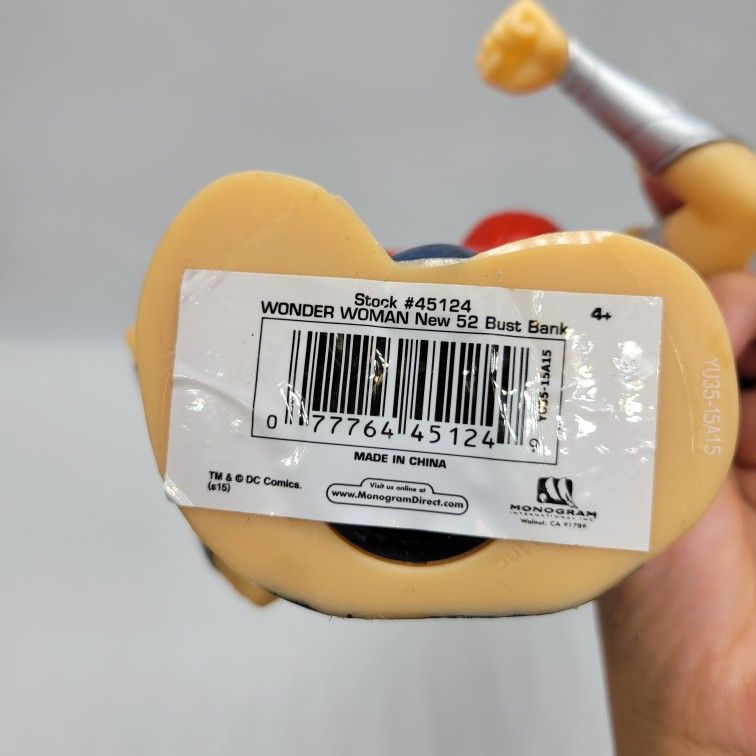 Stock #45124
WONDER WOMAN New 52 Bust Bank
4+
YU35-15A15
0 77764 45124 9
MADE IN CHINA
TM & © DC Comics.
(s15)
Visit us online at
www.MonogramDirect.com
MONOGRAM
INTERNATIONAL INC.
Walnut, CA 91789
YU35-15A15